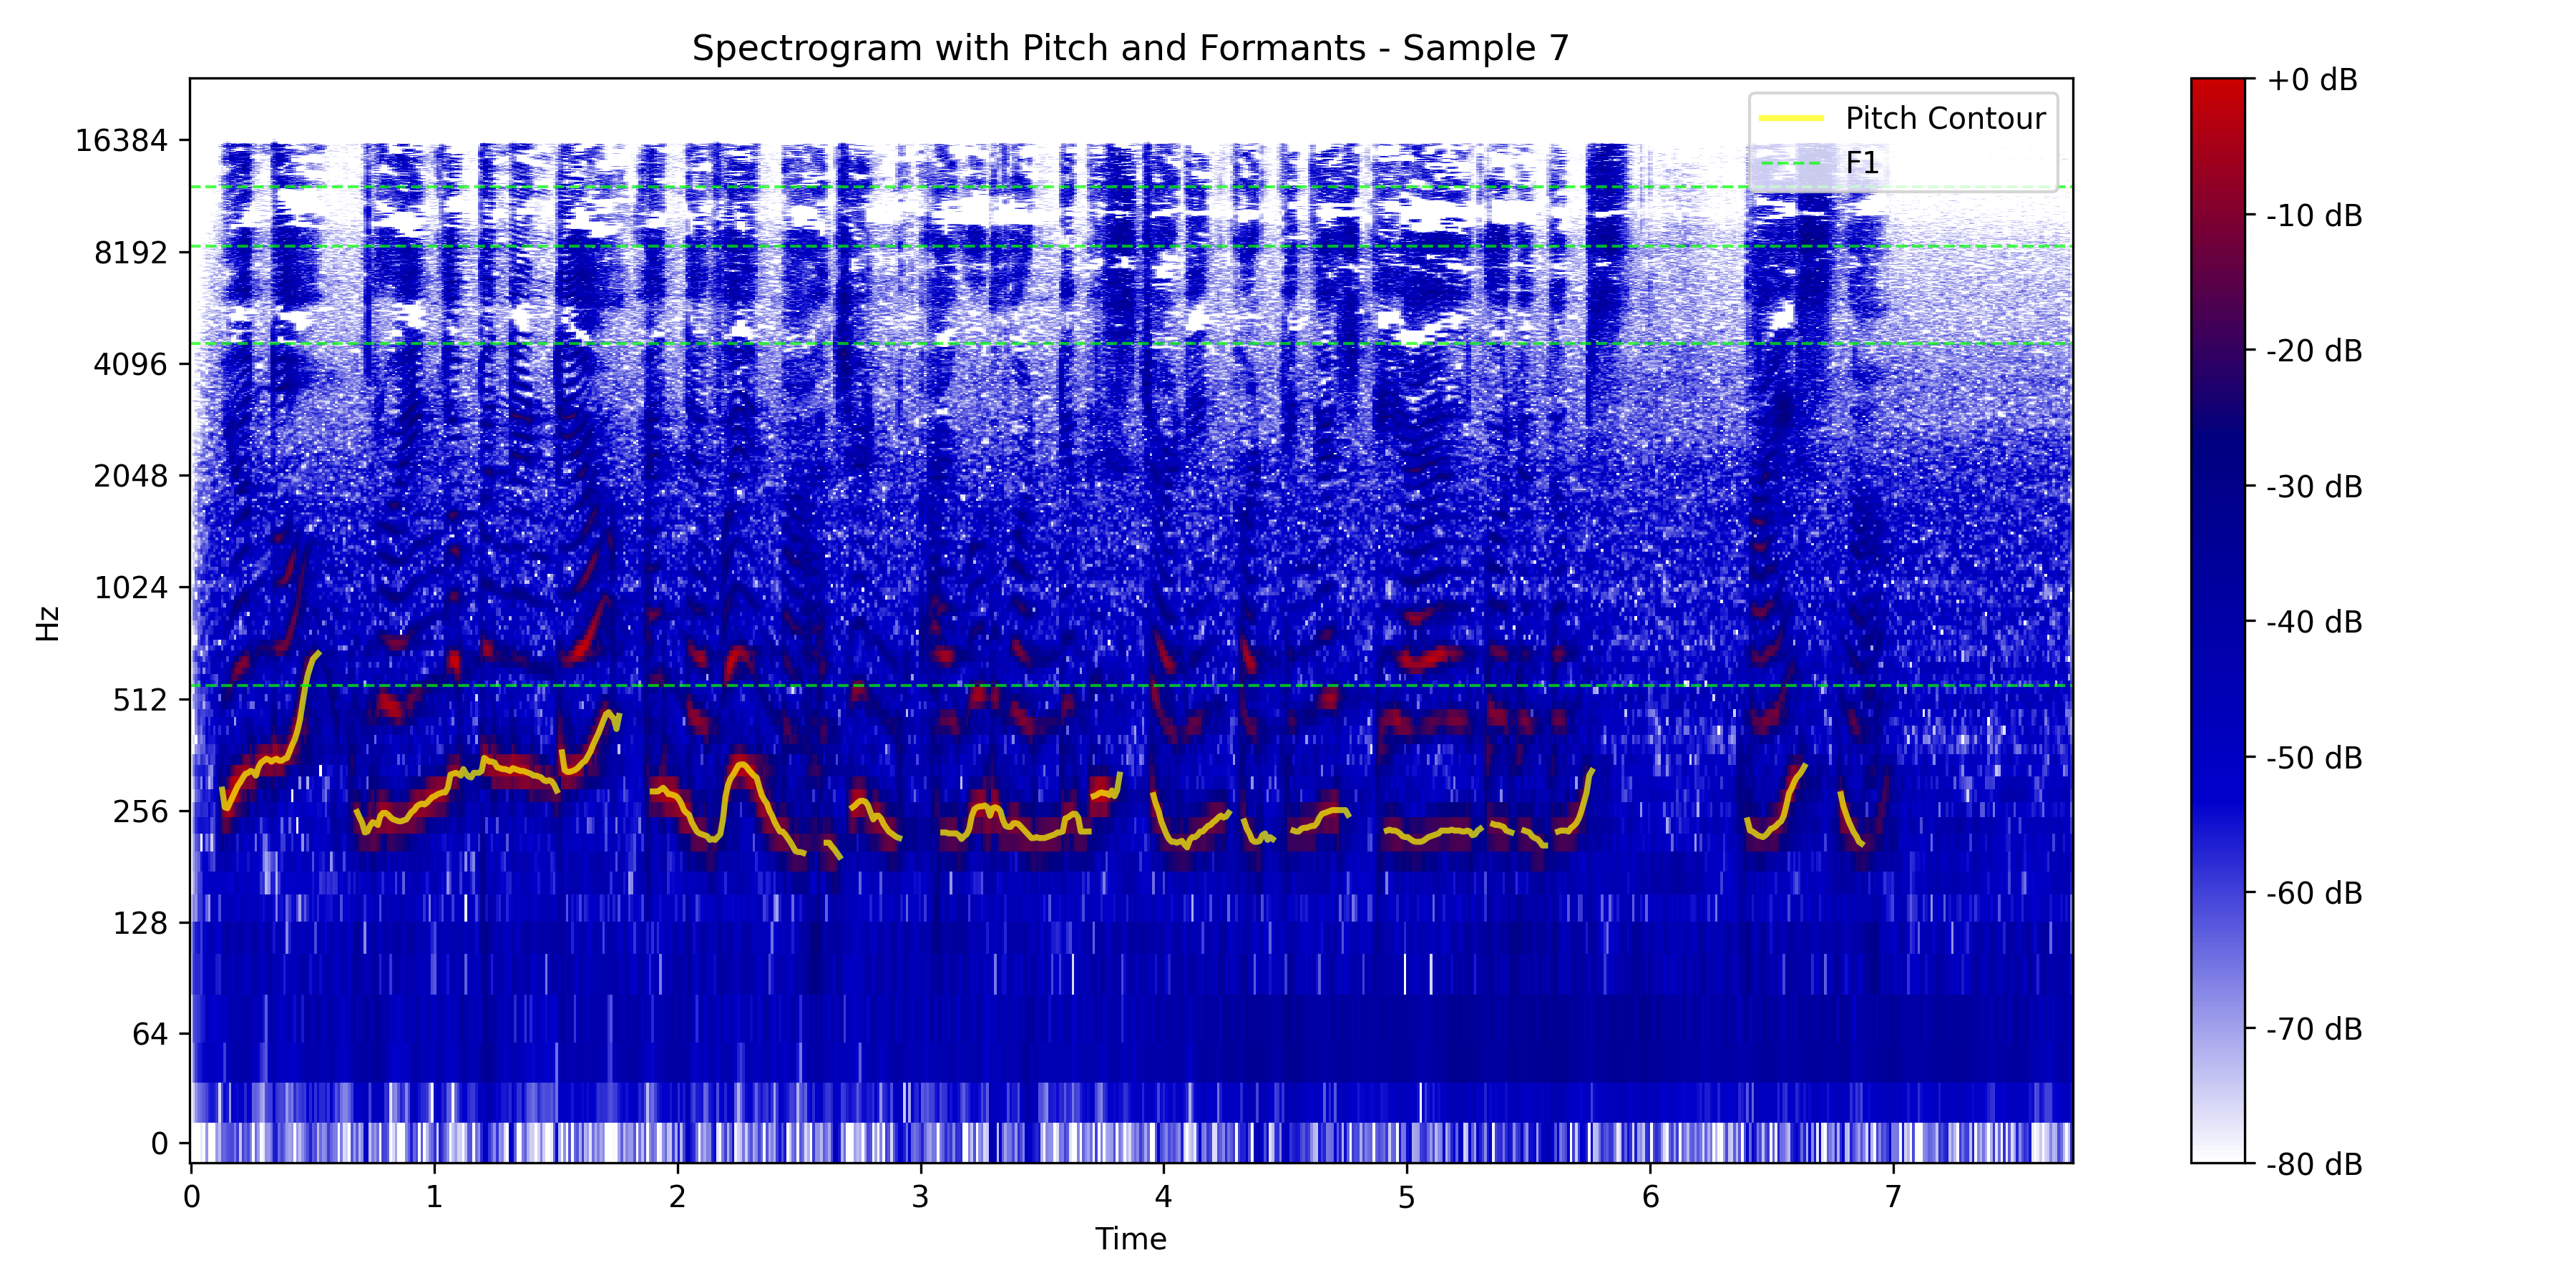 Spectrogram with Pitch and Formants - Sample 7
Pitch Contour
F1
Hz
16384
8192
4096
2048
1024
512
256
128
64
0
0 1 2 3 4 5 6 7
Time
+0 dB
-10 dB
-20 dB
-30 dB
-40 dB
-50 dB
-60 dB
-70 dB
-80 dB